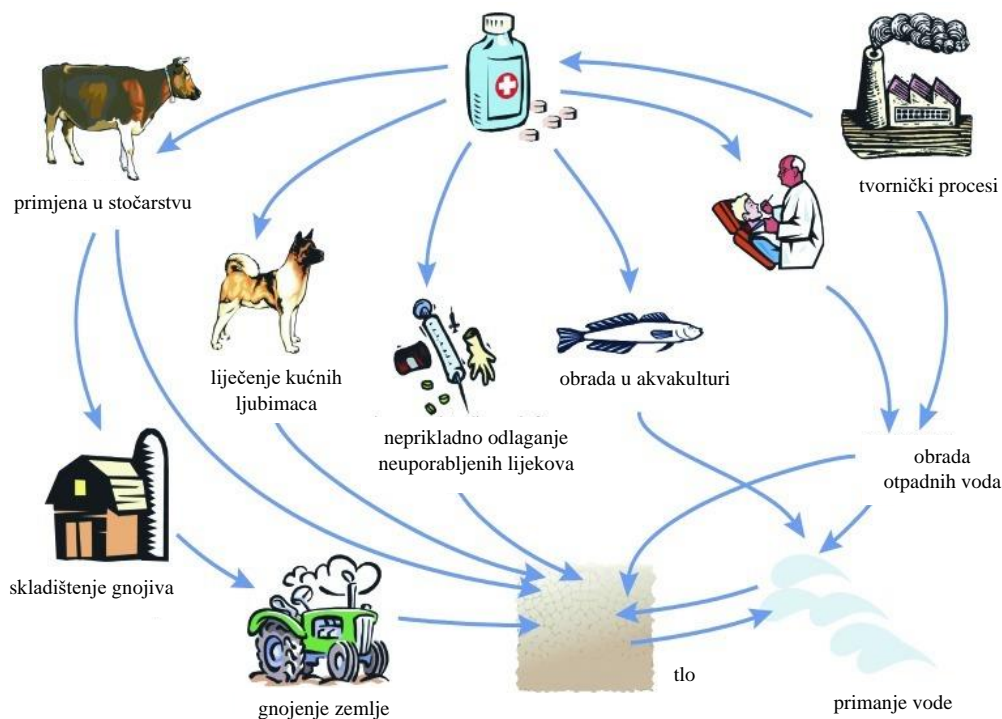 tvornički procesi
primjena u stočarstvu
liječenje kućnih
ljubimaca
obrada u akvakulturi
neprikladno odlaganje
neuporabljenih lijekova
obrada
otpadnih voda
skladištenje gnojiva
tlo
primanje vode
gnojenje zemlje